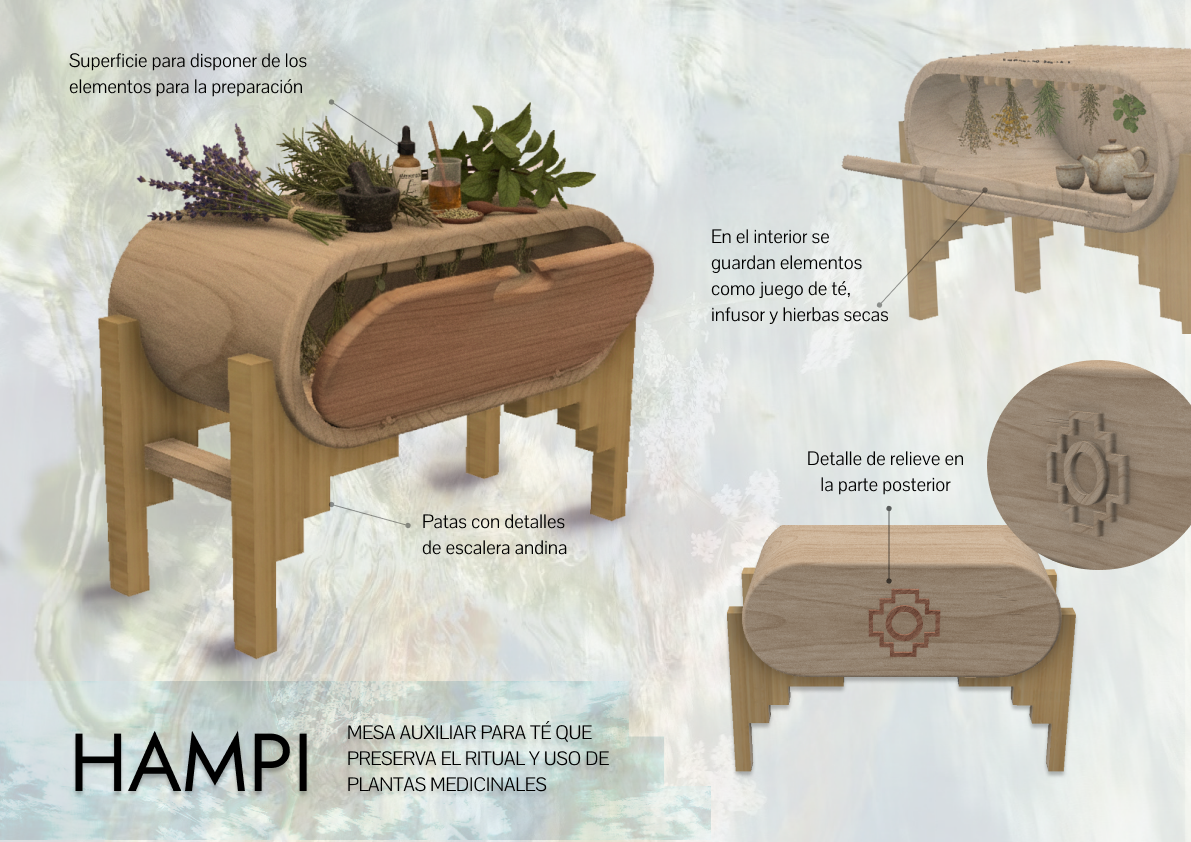 Superficie para disponer de los
elementos para la preparación
En el interior se
guardan elementos
como juego de té,
infusor y hierbas secas
Detalle de relieve en
la parte posterior
Patas con detalles
de escalera andina
HAMPI
MESA AUXILIAR PARA TÉ QUE
PRESERVA EL RITUAL Y USO DE
PLANTAS MEDICINALES